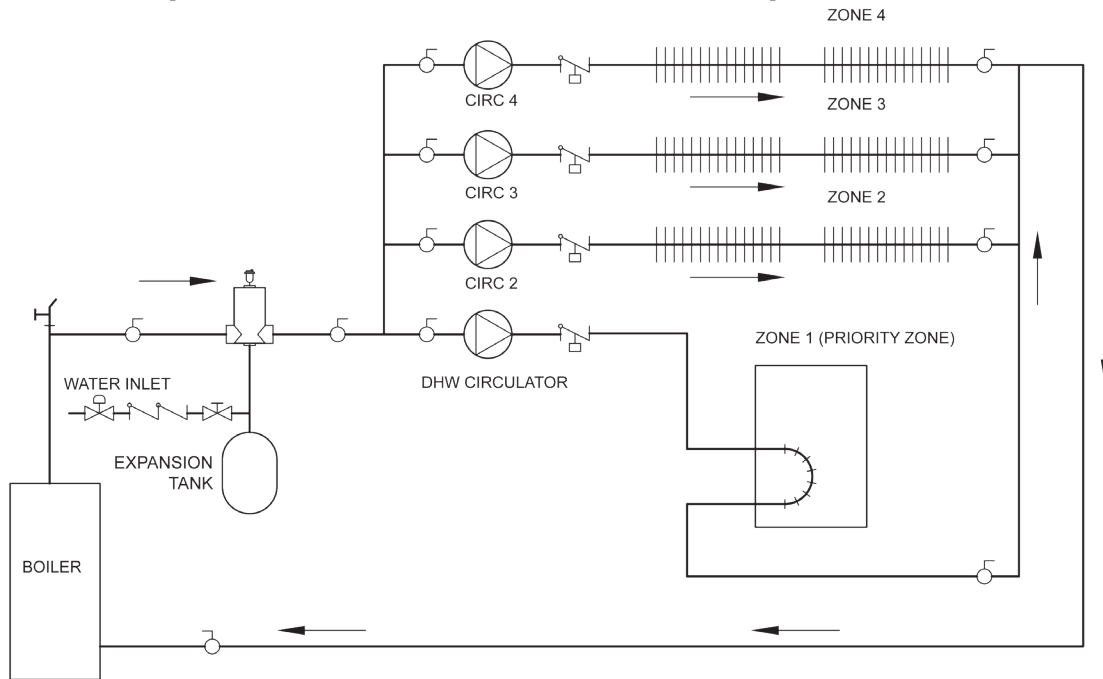 ZONE 4
CIRC 4
ZONE 3
CIRC 3
ZONE 2
CIRC 2
ZONE 1 (PRIORITY ZONE)
DHW CIRCULATOR
WATER INLET
EXPANSION
TANK
BOILER